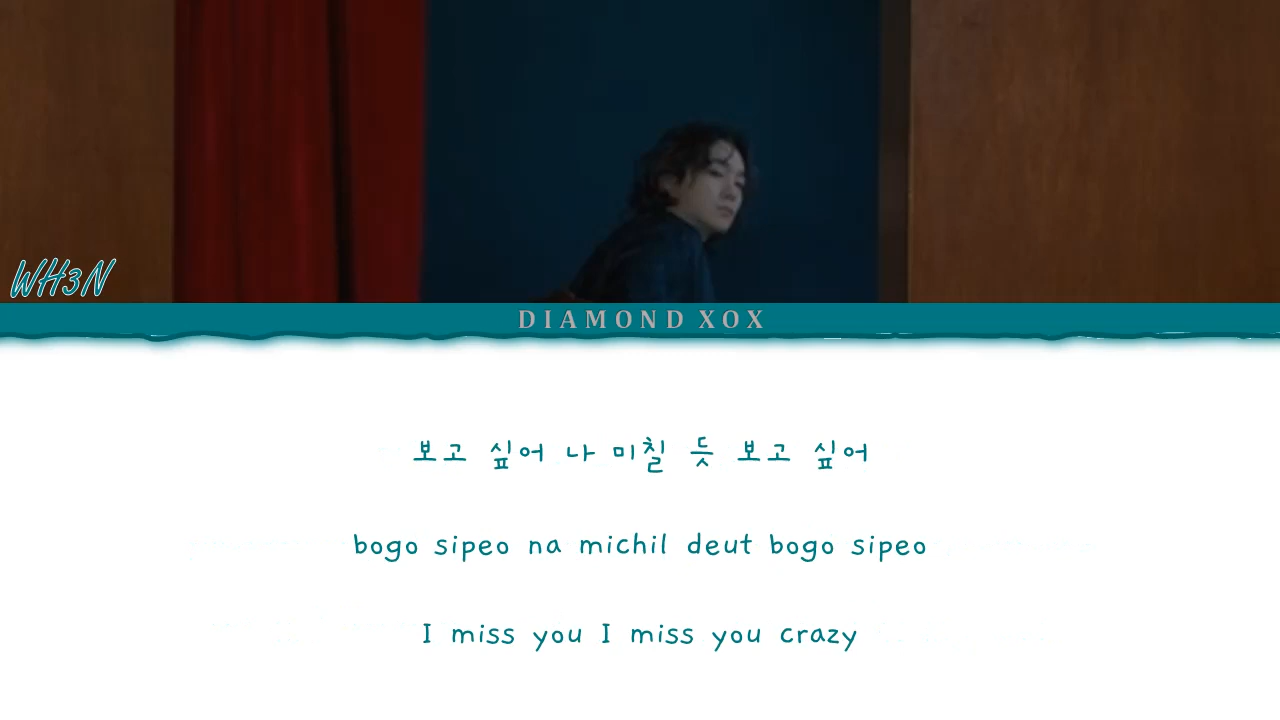 WH3N
DIAMOND XOX
보고 싶어 나 미칠 듯 보고 싶어
bogo sipeo na michil deut bogo sipeo
I miss you I miss you crazy